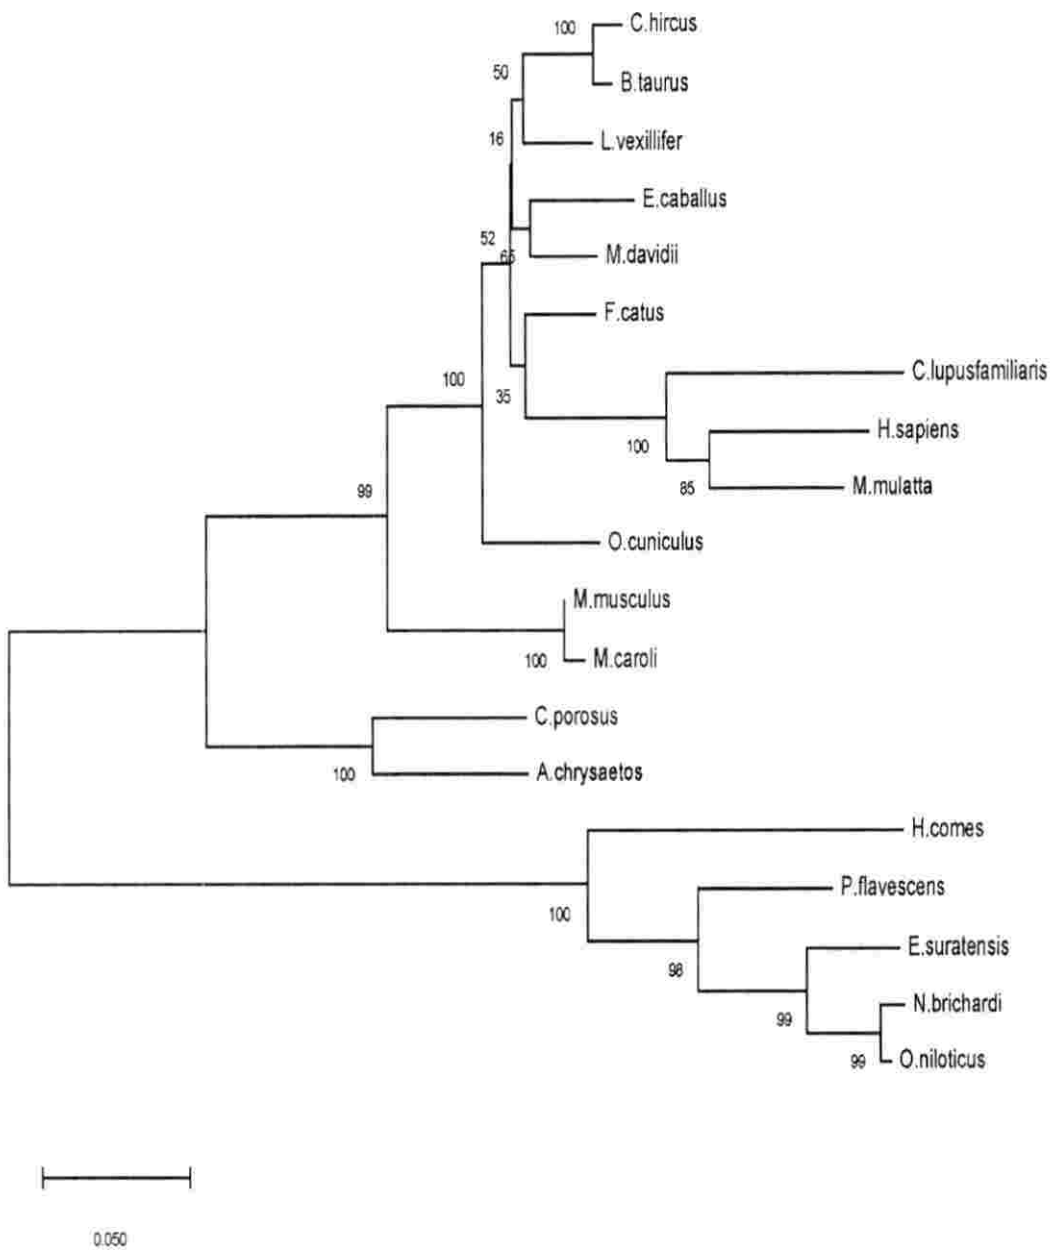 100
C.hircus
50
B.taurus
16
L.vexillifer
E.caballus
52
65
M.davidii
F.catus
C.lupusfamiliaris
100
35
H.sapiens
100
85
M.mulatta
99
O.cuniculus
M.musculus
100
M.caroli
C.porosus
100
A.chrysaetos
H.comes
P.flavescens
100
E.suratensis
98
N.brichardi
99
99
O.niloticus
0.050